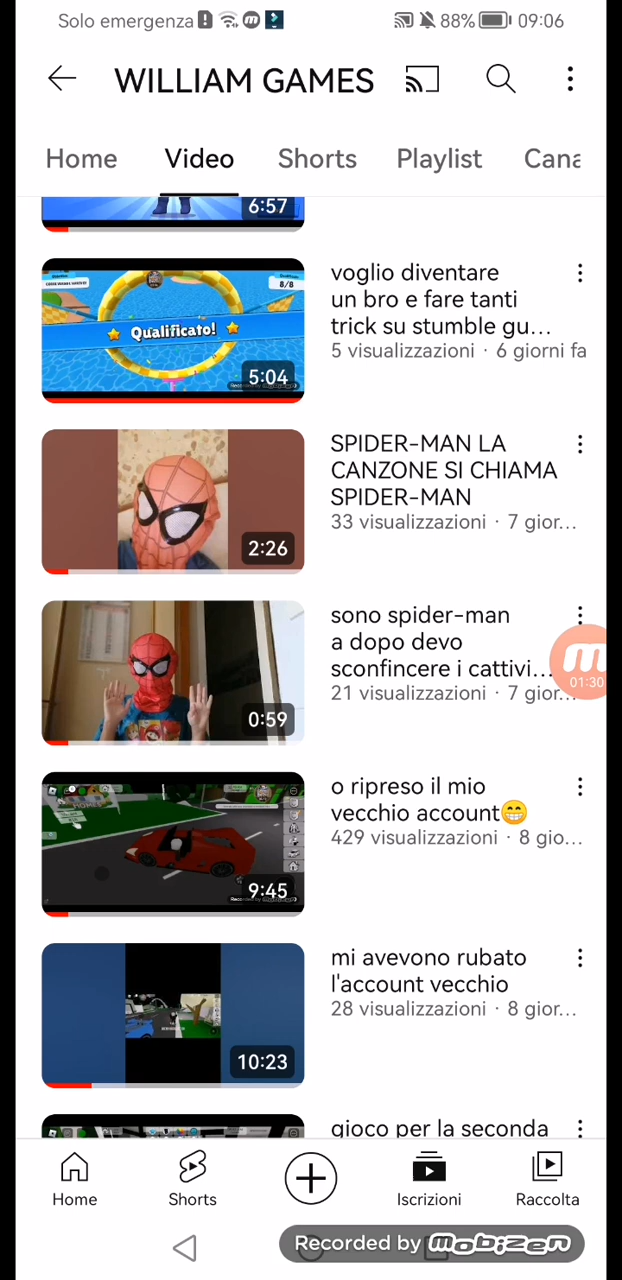 Solo emergenza
88% 09:06
WILLIAM GAMES
Home Video Shorts Playlist Cana
6:57
8/8
Qualificato!
5:04
voglio diventare
un bro e fare tanti
trick su stumble gu...
5 visualizzazioni · 6 giorni fa
2:26
SPIDER-MAN LA
CANZONE SI CHIAMA
SPIDER-MAN
33 visualizzazioni · 7 gior...
0:59
sono spider-man
a dopo devo
sconfincere i cattivi...
21 visualizzazioni · 7 gior...
01:30
9:45
o ripreso il mio
vecchio account😁
429 visualizzazioni · 8 gio...
10:23
mi avevono rubato
l'account vecchio
28 visualizzazioni · 8 gior...
gioco per la seconda
Home Shorts Iscrizioni Raccolta
Recorded by mobizen